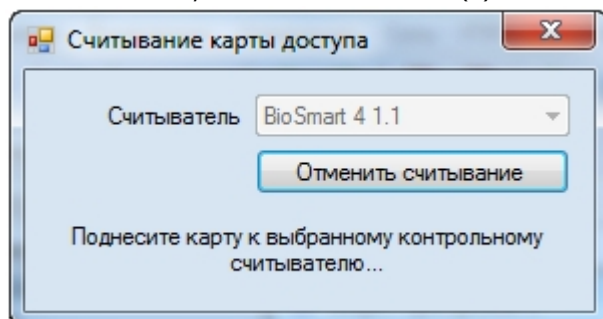 Считывание карты доступа
Считыватель BioSmart 4 1.1
Отменить считывание
Поднесите карту к выбранному контрольному
считывателю...